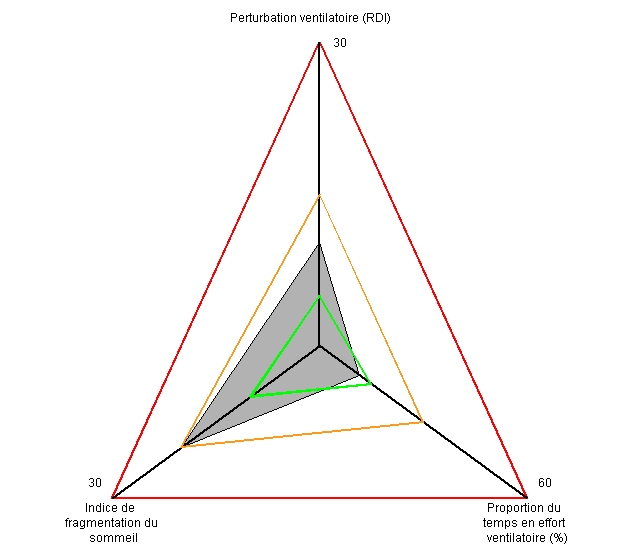 Perturbation ventilatoire (RDI)
30
30
60
Indice de
fragmentation du
sommeil
Proportion du
temps en effort
ventilatoire (%)